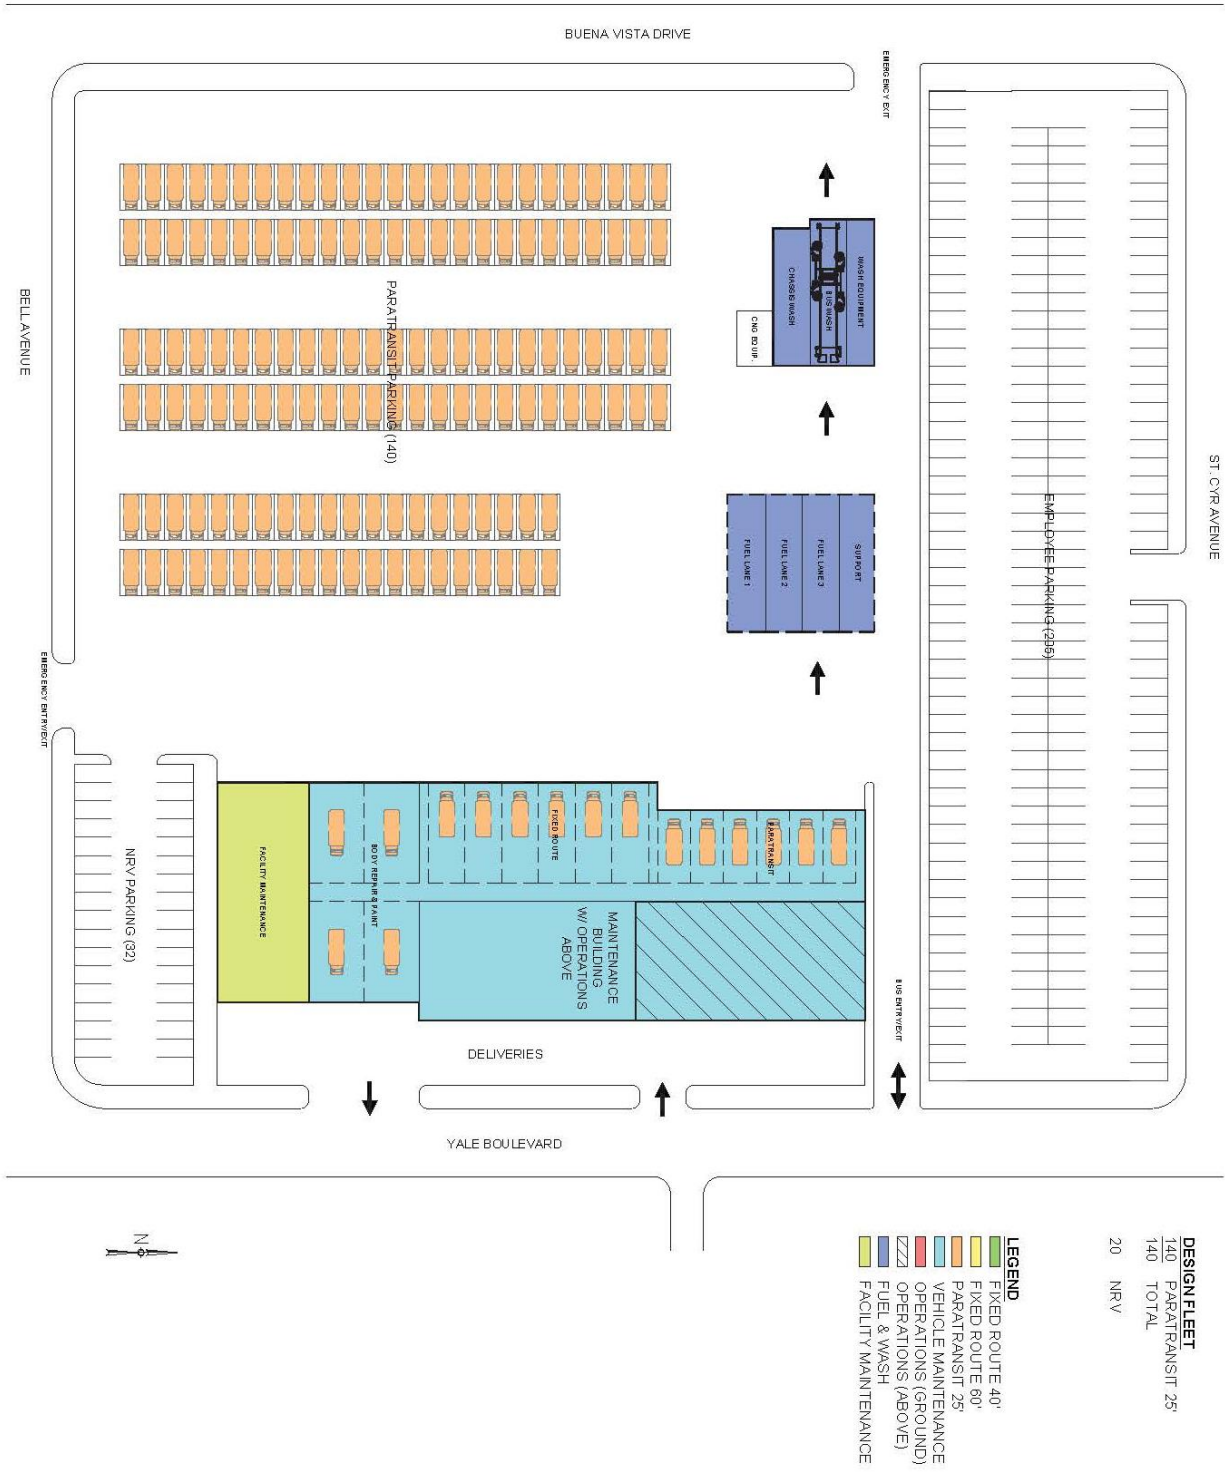 BUENA VISTA DRIVE
EMERGENCY EXIT
BELL AVENUE
PARATRANSIT PARKING (140)
WASH EQUIPMENT
BUS WASH
CHASSIS WASH
CNG EQUIP.
ST. CYR AVENUE
EMPLOYEE PARKING (295)
SUPPORT
FUEL LANE 3
FUEL LANE 2
FUEL LANE 1
EMERGENCY ENTRY/EXIT
NRV PARKING (32)
FACILITY MAINTENANCE
BODY REPAIR & PAINT
FIXED ROUTE
PARATRANSIT
MAINTENANCE
BUILDING
W/ OPERATIONS
ABOVE
BUS ENTRY/EXIT
DELIVERIES
YALE BOULEVARD
N
DESIGN FLEET
140 PARATRANSIT 25'
140 TOTAL
20 NRV
LEGEND
FIXED ROUTE 40'
FIXED ROUTE 60'
PARATRANSIT 25'
VEHICLE MAINTENANCE
OPERATIONS (GROUND)
OPERATIONS (ABOVE)
FUEL & WASH
FACILITY MAINTENANCE